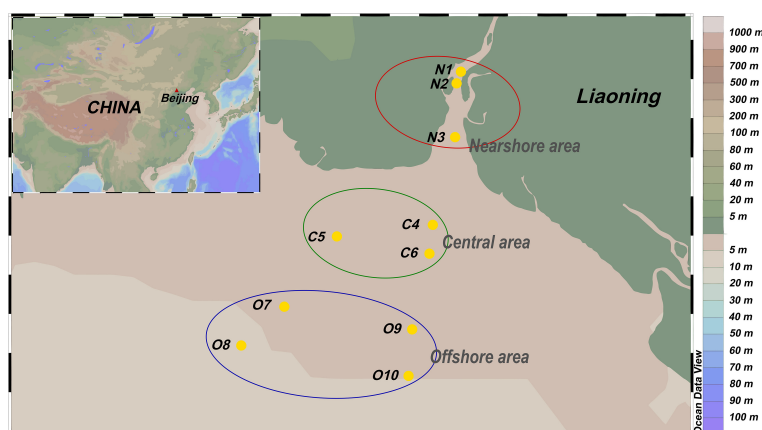 CHINA
Beijing
N1
N2
N3
Nearshore area
Liaoning
C4
C5
C6
Central area
O7
O8
O9
O10
Offshore area
1000 m
900 m
700 m
500 m
300 m
200 m
100 m
80 m
60 m
40 m
20 m
5 m
5 m
10 m
20 m
30 m
40 m
50 m
60 m
70 m
80 m
90 m
100 m
Ocean Data View